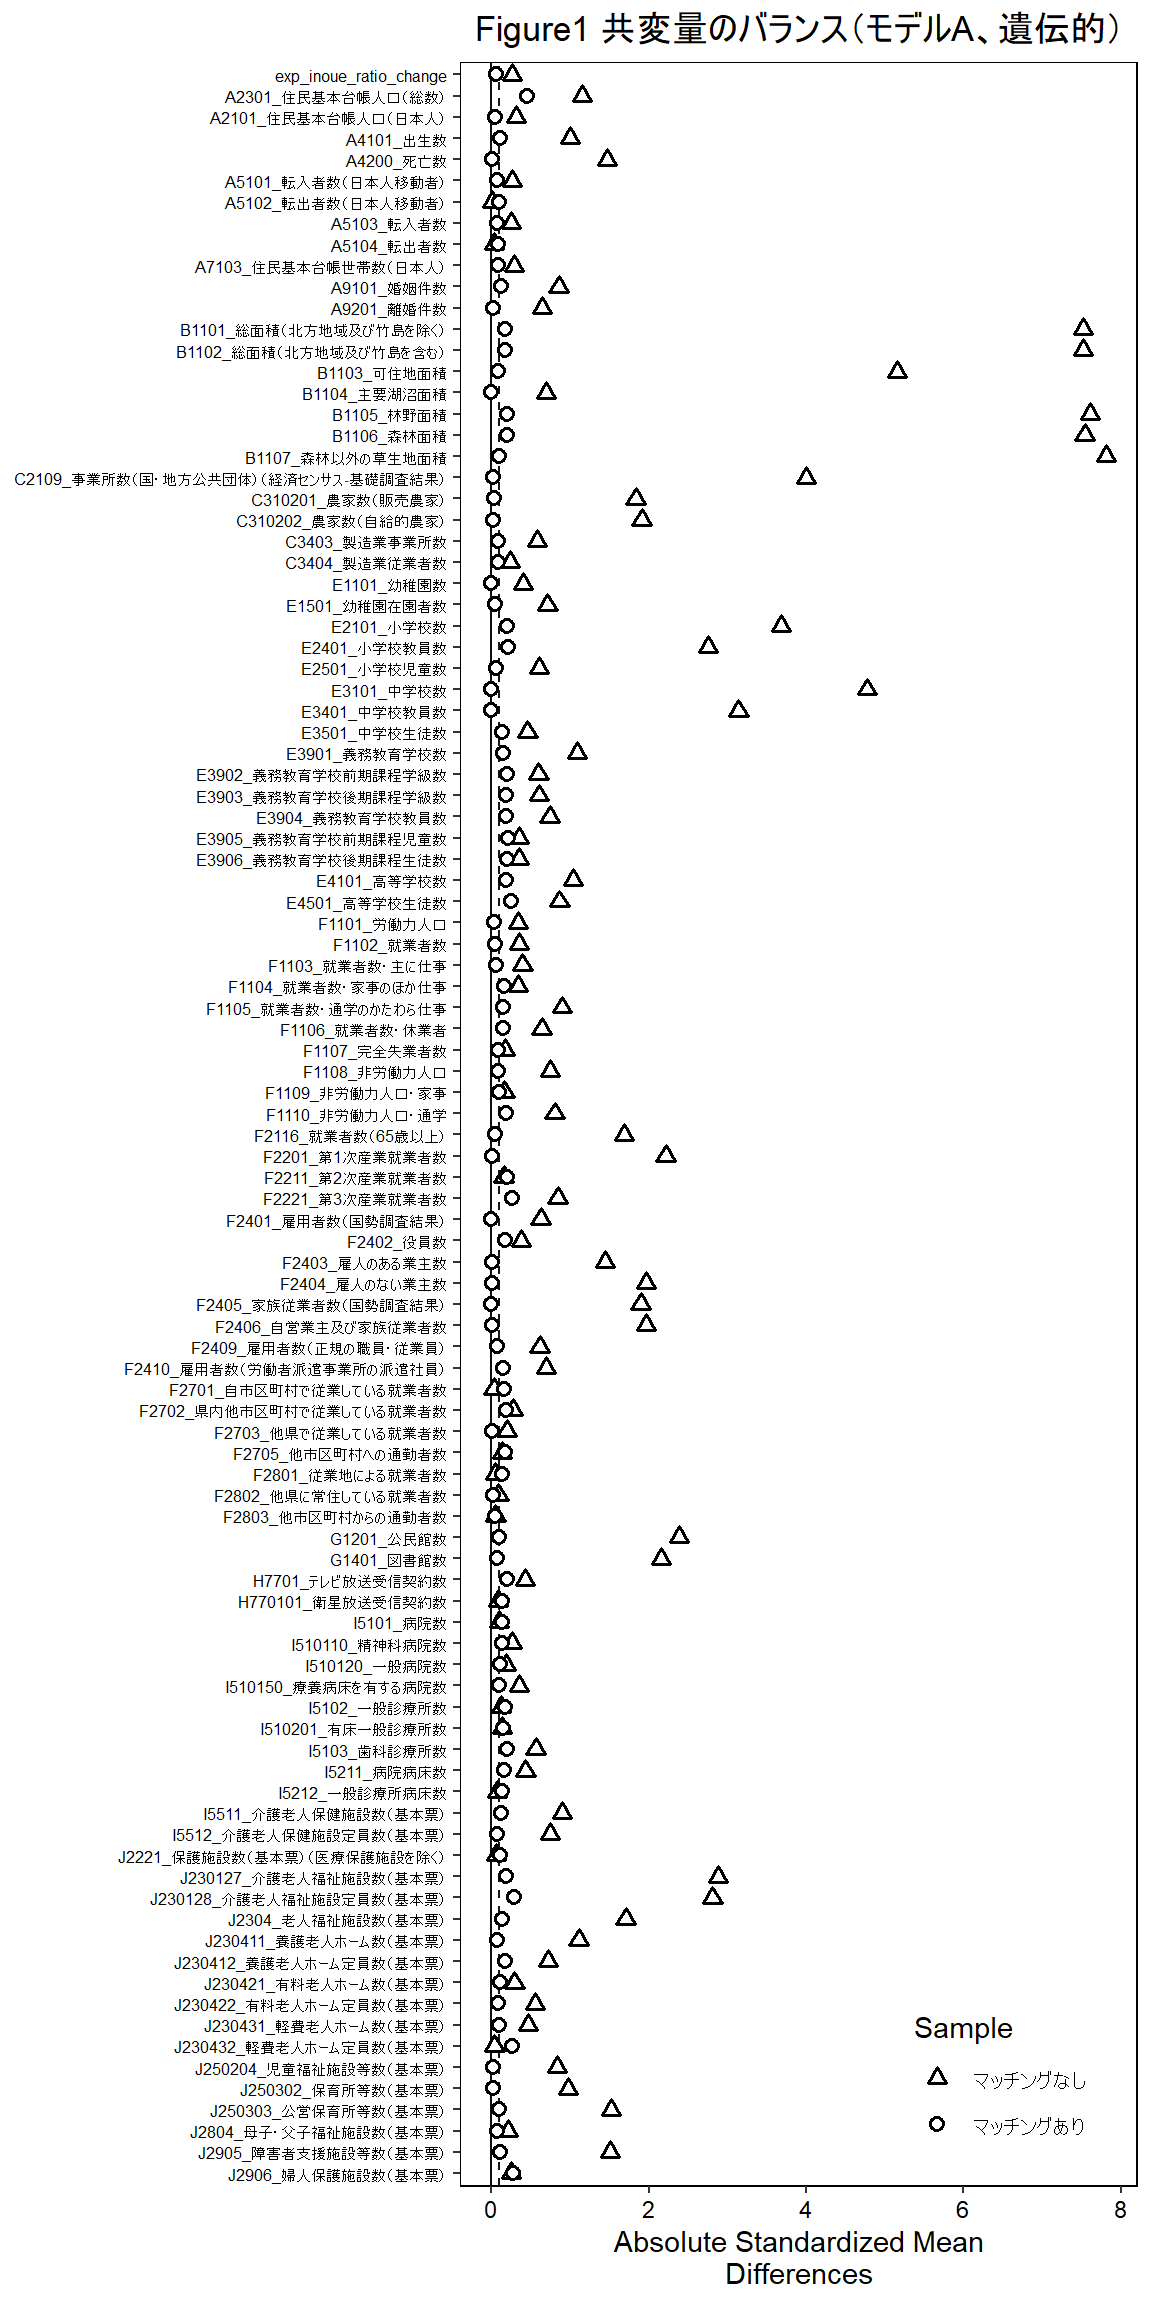 Figure1 共変量のバランス（モデルA、遺伝的）
exp_inoue_ratio_change
A2301_住民基本台帳人口（総数）
A2101_住民基本台帳人口（日本人）
A4101_出生数
A4200_死亡数
A5101_転入者数（日本人移動者）
A5102_転出者数（日本人移動者）
A5103_転入者数
A5104_転出者数
A7103_住民基本台帳世帯数（日本人）
A9101_婚姻件数
A9201_離婚件数
B1101_総面積（北方地域及び竹島を除く）
B1102_総面積（北方地域及び竹島を含む）
B1103_可住地面積
B1104_主要湖沼面積
B1105_林野面積
B1106_森林面積
B1107_森林以外の草生地面積
C2109_事業所数（国・地方公共団体）（経済センサス-基礎調査結果）
C310201_農家数（販売農家）
C310202_農家数（自給的農家）
C3403_製造業事業所数
C3404_製造業従業者数
E1101_幼稚園数
E1501_幼稚園在園者数
E2101_小学校数
E2401_小学校教員数
E2501_小学校児童数
E3101_中学校数
E3401_中学校教員数
E3501_中学校生徒数
E3901_義務教育学校数
E3902_義務教育学校前期課程学級数
E3903_義務教育学校後期課程学級数
E3904_義務教育学校教員数
E3905_義務教育学校前期課程児童数
E3906_義務教育学校後期課程生徒数
E4101_高等学校数
E4501_高等学校生徒数
F1101_労働力人口
F1102_就業者数
F1103_就業者数・主に仕事
F1104_就業者数・家事のほか仕事
F1105_就業者数・通学のかたわら仕事
F1106_就業者数・休業者
F1107_完全失業者数
F1108_非労働力人口
F1109_非労働力人口・家事
F1110_非労働力人口・通学
F2116_就業者数（65歳以上）
F2201_第1次産業就業者数
F2211_第2次産業就業者数
F2221_第3次産業就業者数
F2401_雇用者数（国勢調査結果）
F2402_役員数
F2403_雇人のある業主数
F2404_雇人のない業主数
F2405_家族従業者数（国勢調査結果）
F2406_自営業主及び家族従業者数
F2409_雇用者数（正規の職員・従業員）
F2410_雇用者数（労働者派遣事業所の派遣社員）
F2701_自市区町村で従業している就業者数
F2702_県内他市区町村で従業している就業者数
F2703_他県で従業している就業者数
F2705_他市区町村への通勤者数
F2801_従業地による就業者数
F2802_他県に常住している就業者数
F2803_他市区町村からの通勤者数
G1201_公民館数
G1401_図書館数
H7701_テレビ放送受信契約数
H770101_衛星放送受信契約数
I5101_病院数
I510110_精神科病院数
I510120_一般病院数
I510150_療養病床を有する病院数
I5102_一般診療所数
I510201_有床一般診療所数
I5103_歯科診療所数
I5211_病院病床数
I5212_一般診療所病床数
I5511_介護老人保健施設数（基本票）
I5512_介護老人保健施設定員数（基本票）
J2221_保護施設数（基本票）（医療保護施設を除く）
J230127_介護老人福祉施設数（基本票）
J230128_介護老人福祉施設定員数（基本票）
J2304_老人福祉施設数（基本票）
J230411_養護老人ホーム数（基本票）
J230412_養護老人ホーム定員数（基本票）
J230421_有料老人ホーム数（基本票）
J230422_有料老人ホーム定員数（基本票）
J230431_軽費老人ホーム数（基本票）
J230432_軽費老人ホーム定員数（基本票）
J250204_児童福祉施設等数（基本票）
J250302_保育所等数（基本票）
J250303_公営保育所等数（基本票）
J2804_母子・父子福祉施設数（基本票）
J2905_障害者支援施設等数（基本票）
J2906_婦人保護施設数（基本票）
Sample
マッチングなし
マッチングあり
0 2 4 6 8
Absolute Standardized Mean
Differences